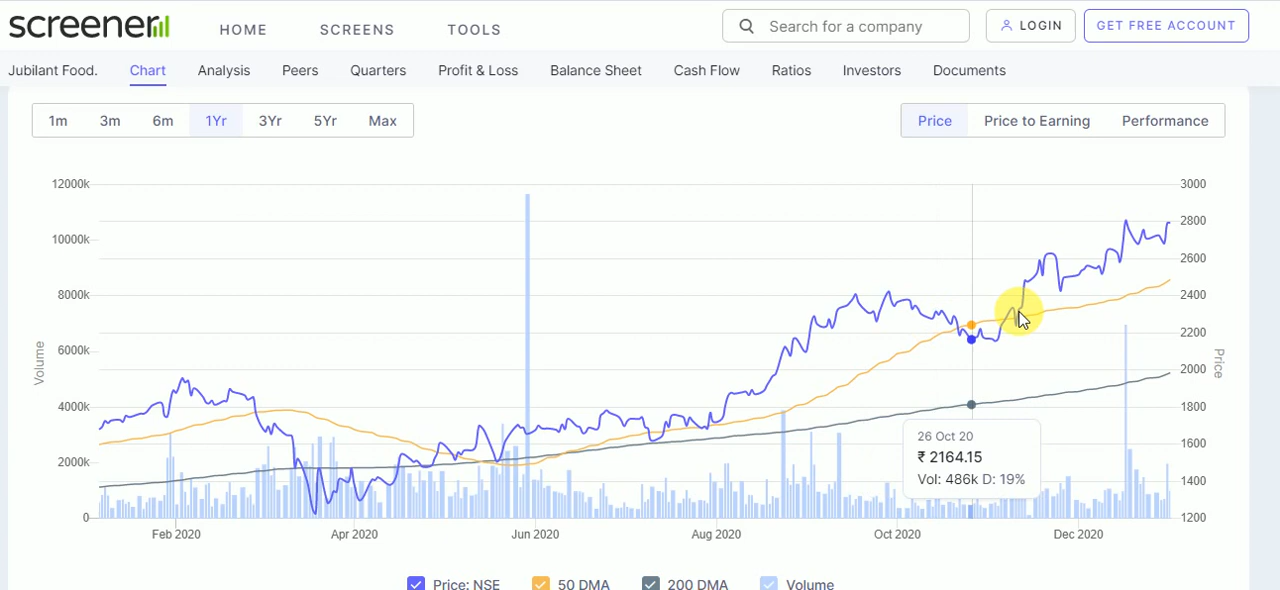 screener
HOME SCREENS TOOLS
Search for a company
LOGIN
GET FREE ACCOUNT
Jubilant Food. Chart Analysis Peers Quarters Profit & Loss Balance Sheet Cash Flow Ratios Investors Documents
1m 3m 6m 1Yr 3Yr 5Yr Max
Price Price to Earning Performance
12000k
10000k
8000k
6000k
4000k
2000k
0
Volume
3000
2800
2600
2400
2200
2000
1800
1600
1400
1200
Price
26 Oct 20
₹ 2164.15
Vol: 486k D: 19%
Feb 2020 Apr 2020 Jun 2020 Aug 2020 Oct 2020 Dec 2020
Price: NSE 50 DMA 200 DMA Volume